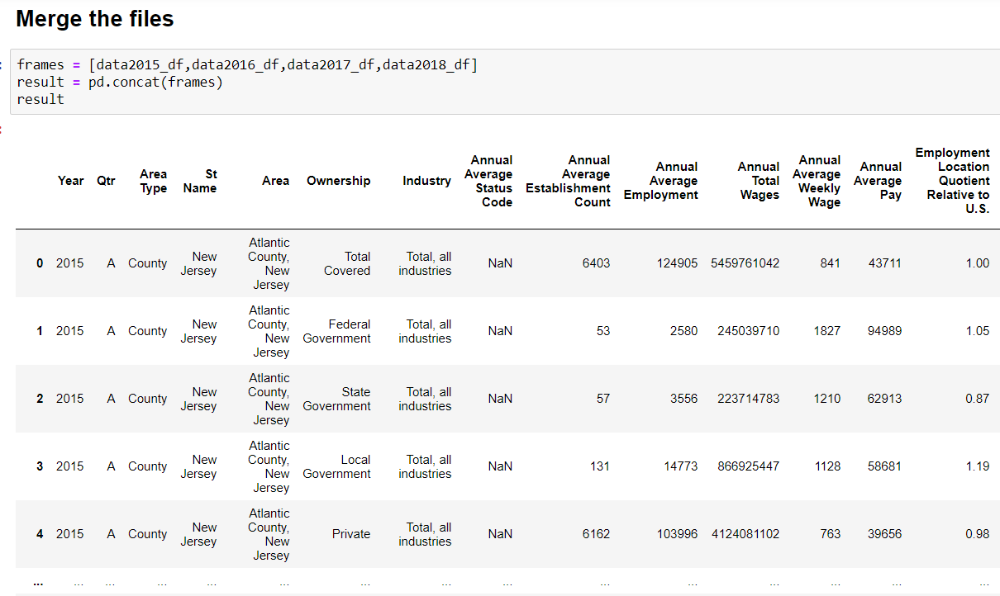 Merge the files
frames = [data2015_df,data2016_df,data2017_df,data2018_df]
result = pd.concat(frames)
result
Year Qtr Area Type St Name Area Ownership Industry Annual Average Status Code Annual Average Establishment Count Annual Average Employment Annual Total Wages Annual Average Weekly Wage Annual Average Pay Employment Location Quotient Relative to U.S.
0 2015 A County New Jersey Atlantic County, New Jersey Total Covered Total, all industries NaN 6403 124905 5459761042 841 43711 1.00
1 2015 A County New Jersey Atlantic County, New Jersey Federal Government Total, all industries NaN 53 2580 245039710 1827 94989 1.05
2 2015 A County New Jersey Atlantic County, New Jersey State Government Total, all industries NaN 57 3556 223714783 1210 62913 0.87
3 2015 A County New Jersey Atlantic County, New Jersey Local Government Total, all industries NaN 131 14773 866925447 1128 58681 1.19
4 2015 A County New Jersey Atlantic County, New Jersey Private Total, all industries NaN 6162 103996 4124081102 763 39656 0.98
... ... ... ... ... ... ... ... ... ... ... ... ... ... ...